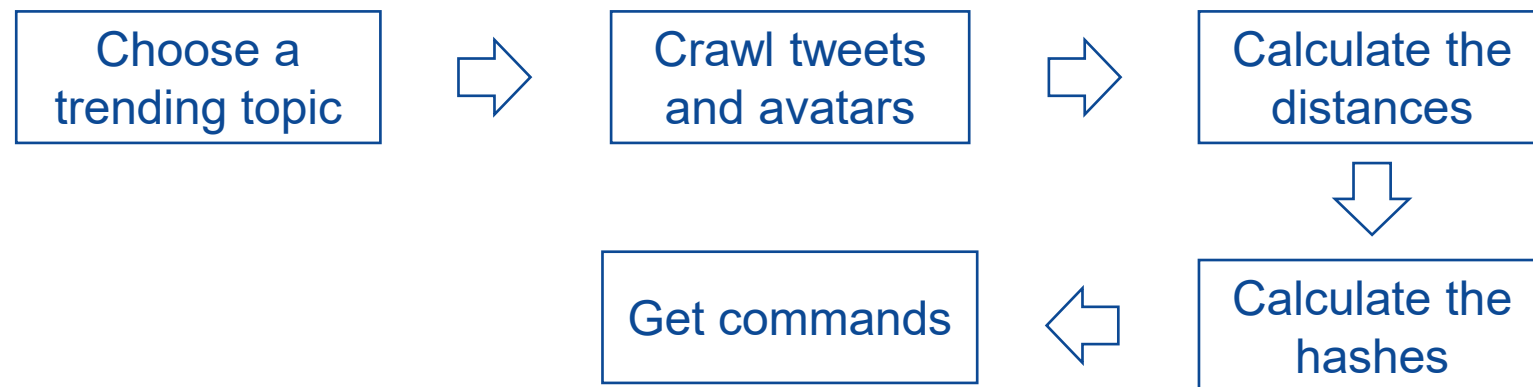 Choose a
trending topic
Crawl tweets
and avatars
Calculate the
distances
Calculate the
hashes
Get commands